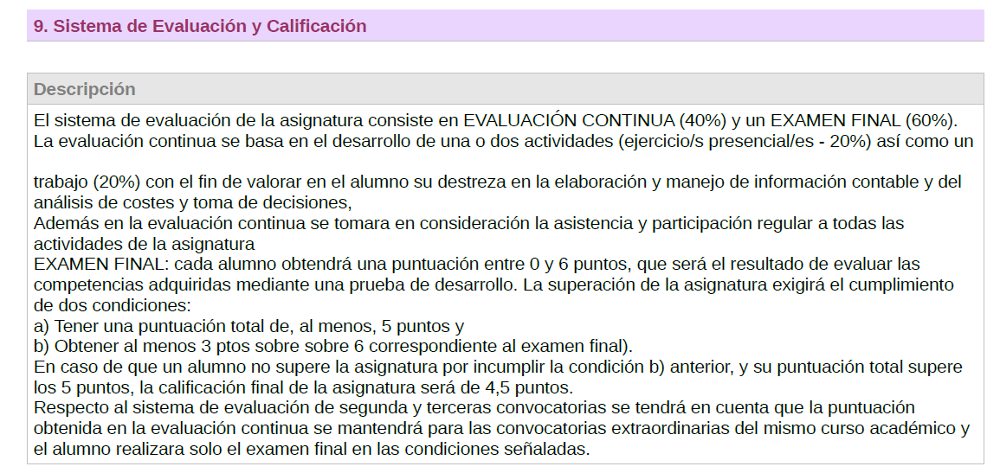 9. Sistema de Evaluación y Calificación
Descripción
El sistema de evaluación de la asignatura consiste en EVALUACIÓN CONTINUA (40%) y un EXAMEN FINAL (60%).
La evaluación continua se basa en el desarrollo de una o dos actividades (ejercicio/s presencial/es - 20%) así como un
trabajo (20%) con el fin de valorar en el alumno su destreza en la elaboración y manejo de información contable y del
análisis de costes y toma de decisiones,
Además en la evaluación continua se tomara en consideración la asistencia y participación regular a todas las
actividades de la asignatura
EXAMEN FINAL: cada alumno obtendrá una puntuación entre 0 y 6 puntos, que será el resultado de evaluar las
competencias adquiridas mediante una prueba de desarrollo. La superación de la asignatura exigirá el cumplimiento
de dos condiciones:
a) Tener una puntuación total de, al menos, 5 puntos y
b) Obtener al menos 3 ptos sobre sobre 6 correspondiente al examen final).
En caso de que un alumno no supere la asignatura por incumplir la condición b) anterior, y su puntuación total supere
los 5 puntos, la calificación final de la asignatura será de 4,5 puntos.
Respecto al sistema de evaluación de segunda y terceras convocatorias se tendrá en cuenta que la puntuación
obtenida en la evaluación continua se mantendrá para las convocatorias extraordinarias del mismo curso académico y
el alumno realizara solo el examen final en las condiciones señaladas.